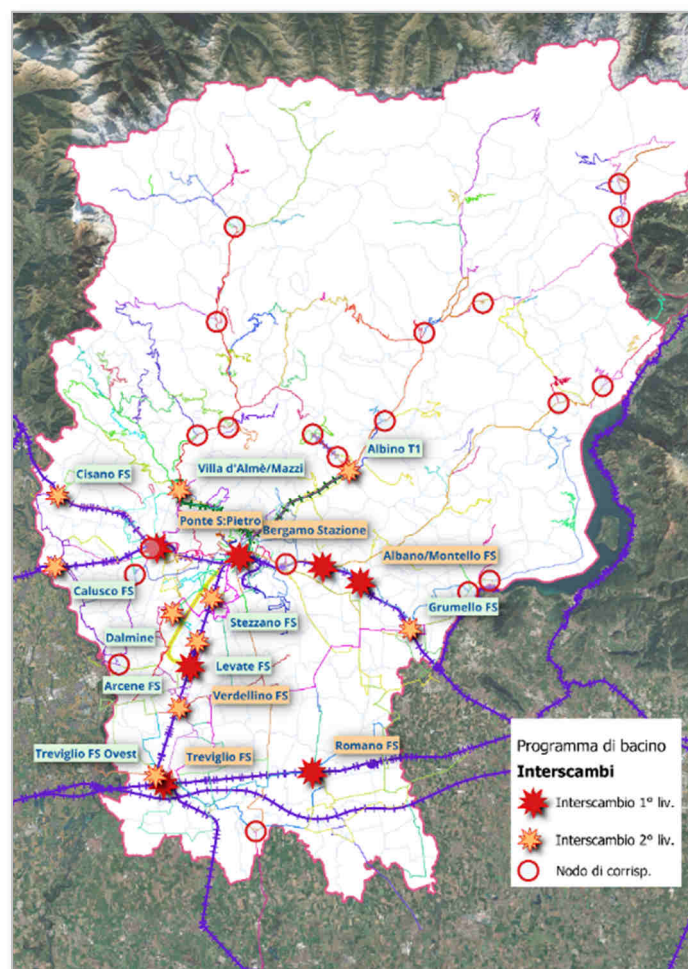 Albino T1
Cisano FS
Villa d'Almè/Mazzi
Ponte S:Pietro
Bergamo Stazione
Albano/Montello FS
Calusco FS
Grumello FS
Stezzano FS
Dalmine
Levate FS
Arcene FS
Verdellino FS
Treviglio FS Ovest
Treviglio FS
Romano FS
Programma di bacino
Interscambi
Interscambio 1° liv.
Interscambio 2° liv.
Nodo di corrisp.